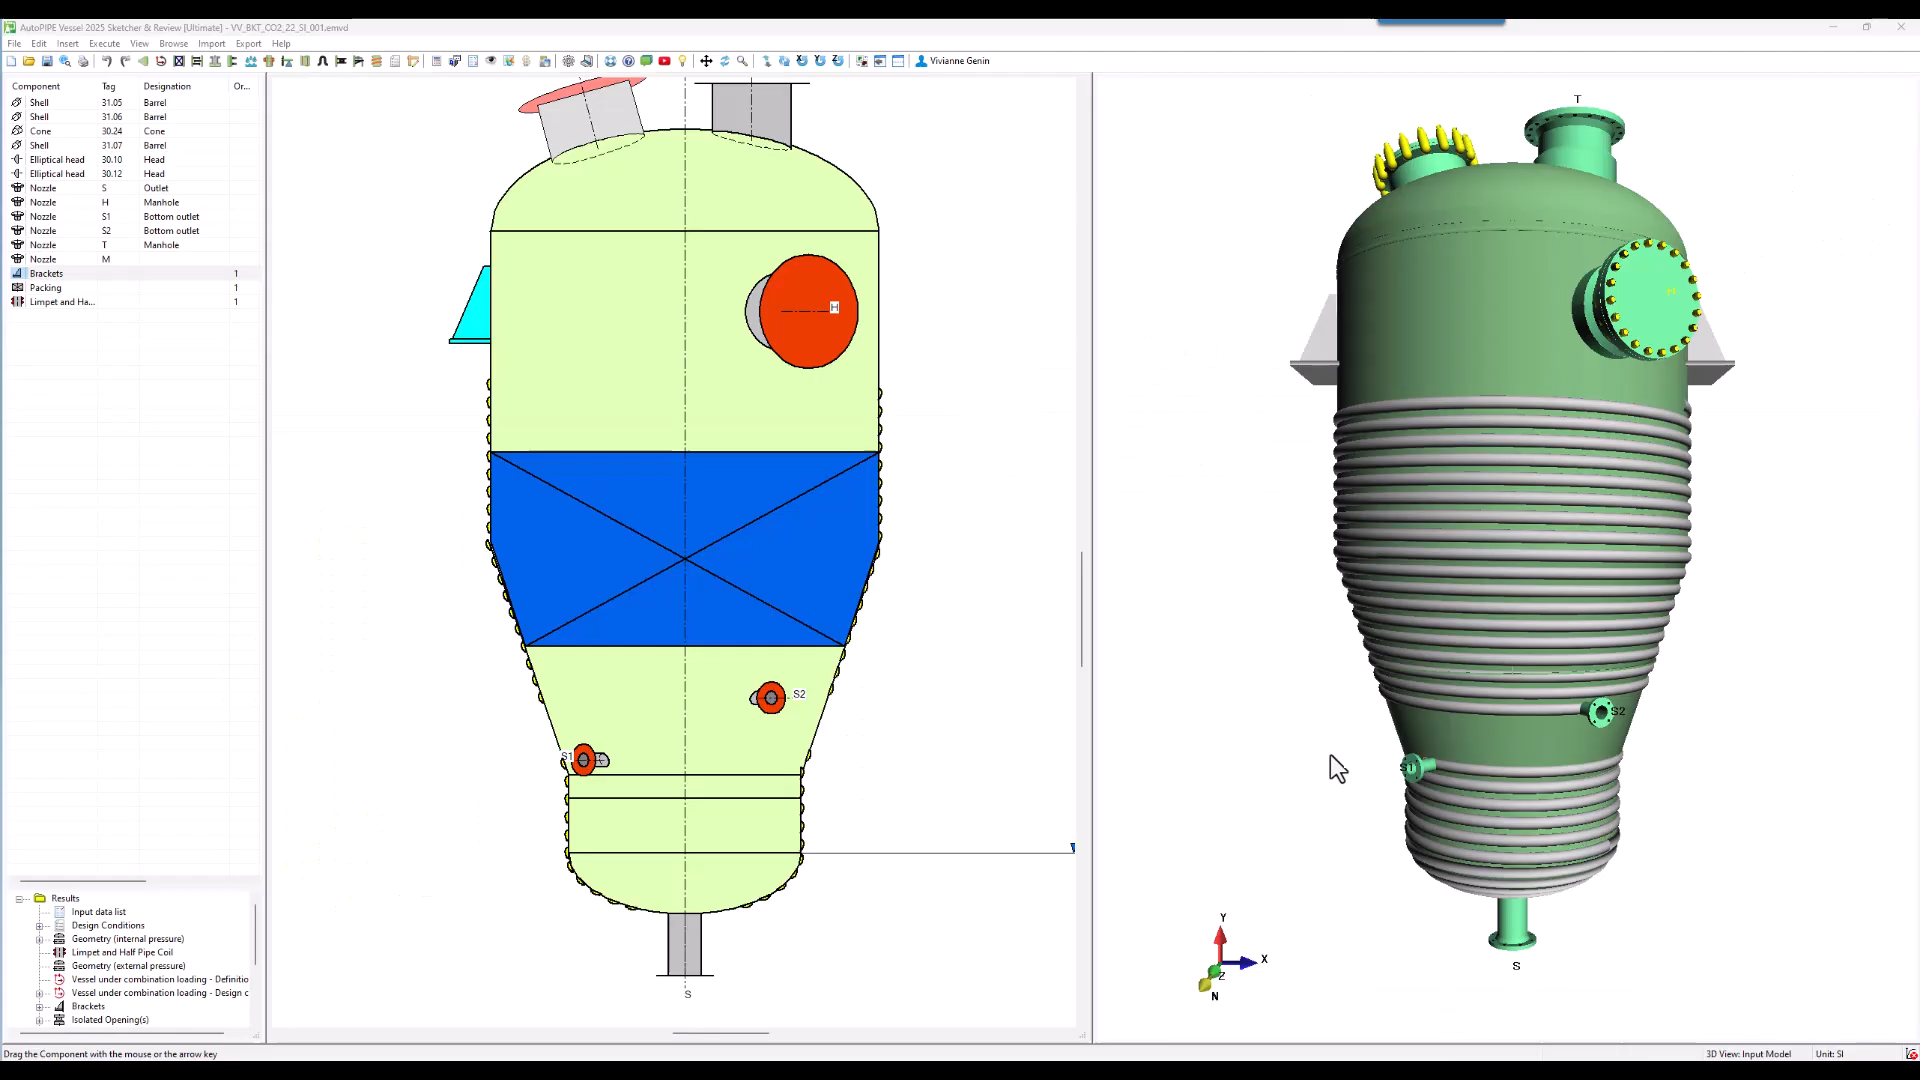 AutoPIPE Vessel 2025 Sketcher & Review [Ultimate] - VV_BKT_CO2_22_SI_001.emvd
File Edit Insert Execute View Browse Import Export Help
Vivianne Genin
Component Tag Designation Or...
Shell 31.05 Barrel
Shell 31.06 Barrel
Cone 30.24 Cone
Shell 31.07 Barrel
Elliptical head 30.10 Head
Elliptical head 30.12 Head
Nozzle S Outlet
Nozzle H Manhole
Nozzle S1 Bottom outlet
Nozzle S2 Bottom outlet
Nozzle T Manhole
Nozzle M
Brackets 1
Packing 1
Limpet and Ha... 1
Results
Input data list
Design Conditions
Geometry (internal pressure)
Limpet and Half Pipe Coil
Geometry (external pressure)
Vessel under combination loading - Definitio
Vessel under combination loading - Design c
Brackets
Isolated Opening(s)
H
S2
S1
S
T
H
S2
S1
S
Y
X
Z
N
Drag the Component with the mouse or the arrow key
3D View: Input Model Unit: SI